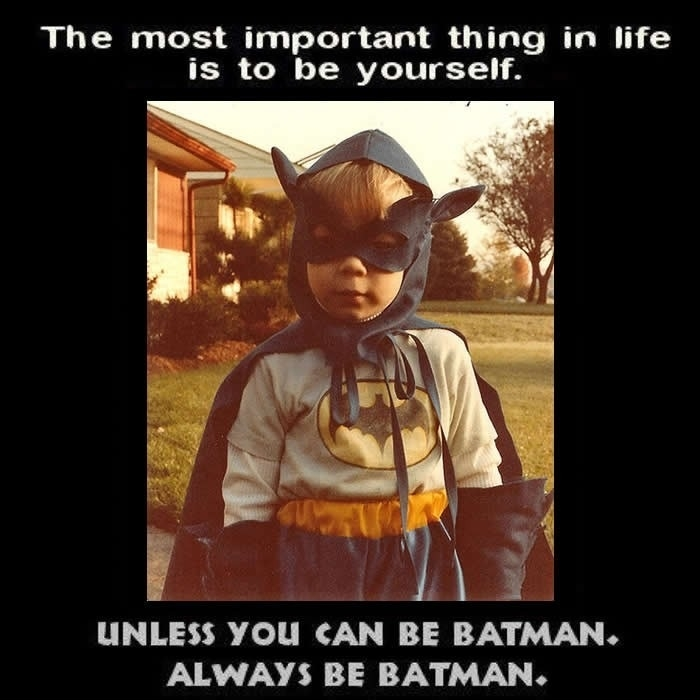 The most important thing in life
is to be yourself.
UNLESS YOU CAN BE BATMAN.
ALWAYS BE BATMAN.